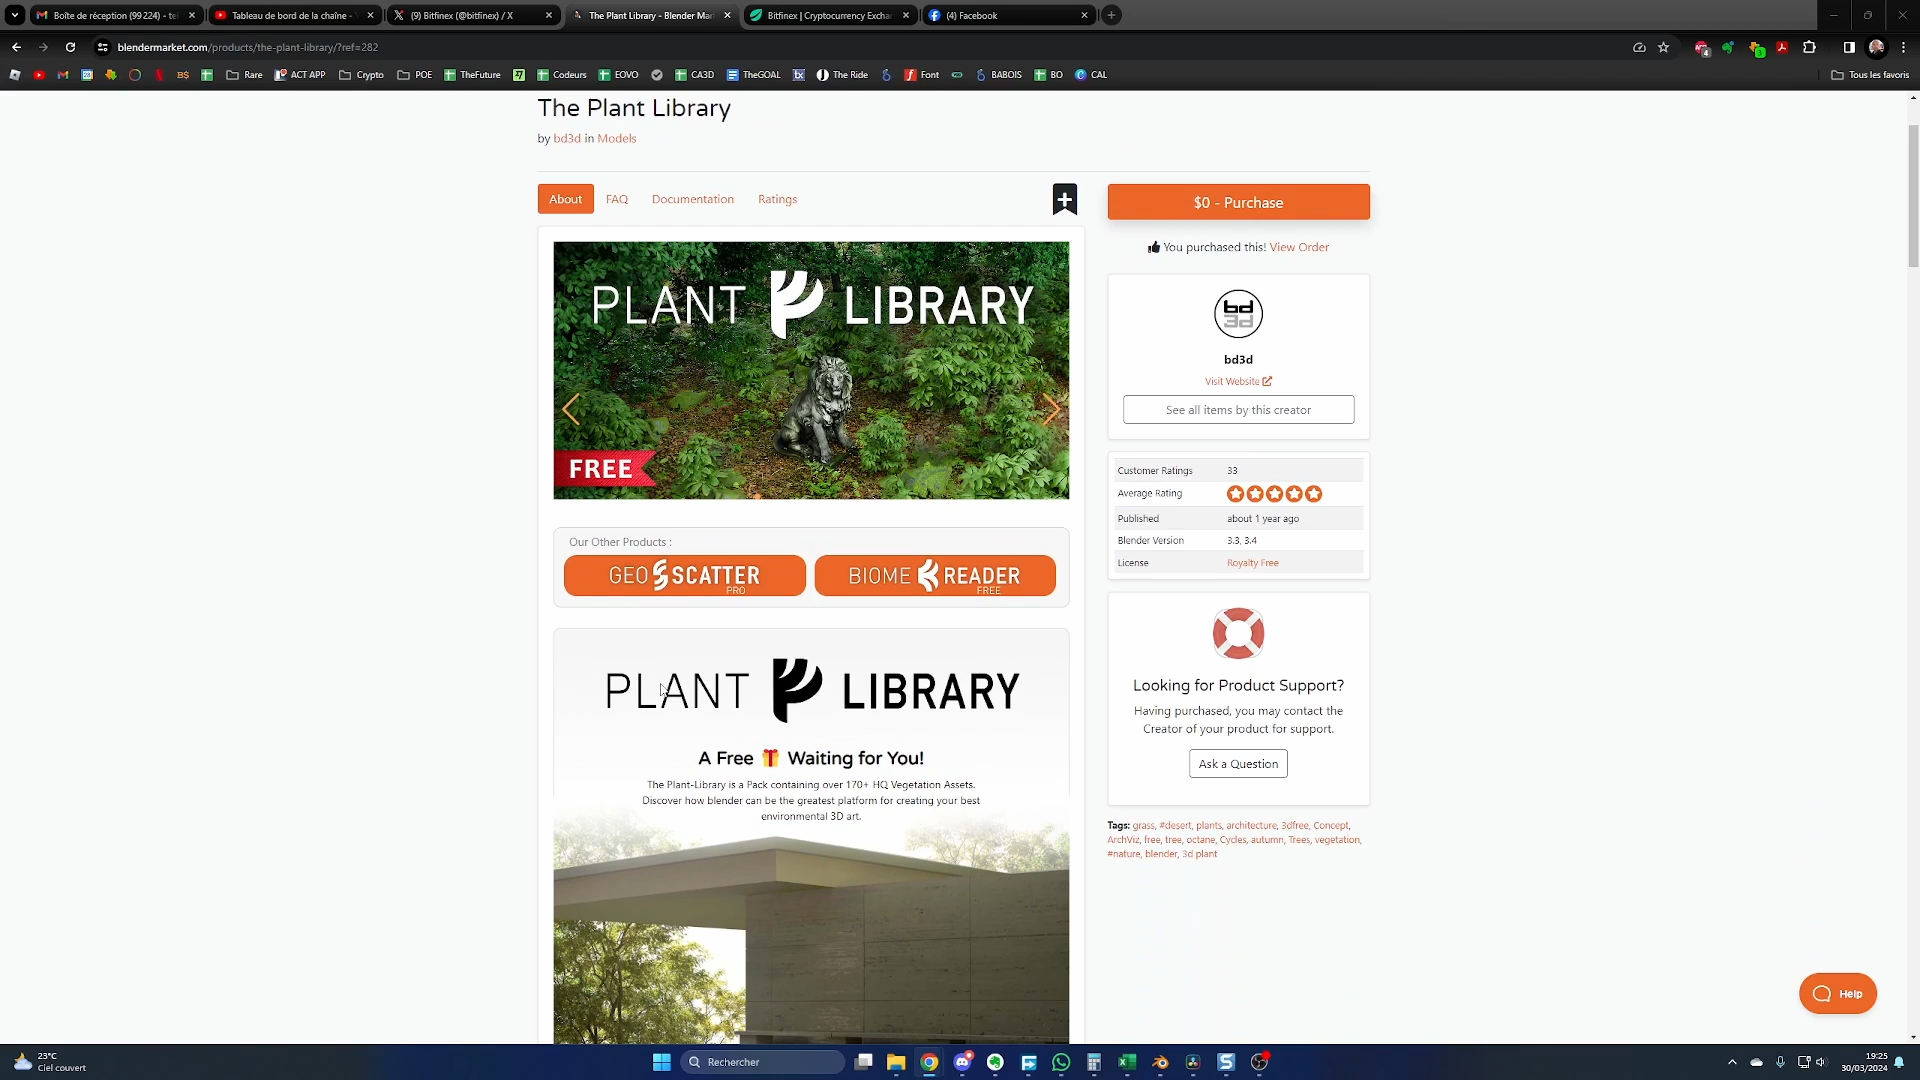 Boîte de réception (99 224) - tel
Tableau de bord de la chaîne -
(9) Bitfinex (@bitfinex) / X
The Plant Library - Blender Mar
Bitfinex | Cryptocurrency Excha
(4) Facebook
blendermarket.com/products/the-plant-library/?ref=282
Rare
ACT APP
Crypto
POE
TheFuture
Codeurs
EOVO
CA3D
TheGOAL
The Ride
Font
BABOIS
BO
CAL
Tous les favoris
The Plant Library
by bd3d in Models
About
FAQ
Documentation
Ratings
$0 - Purchase
You purchased this! View Order
PLANT LIBRARY
FREE
bd3d
bd3d
Visit Website
See all items by this creator
Customer Ratings 33
Average Rating
Published about 1 year ago
Blender Version 3.3, 3.4
License Royalty Free
Our Other Products :
GEO SCATTER PRO
BIOME READER FREE
PLANT LIBRARY
A Free Waiting for You!
The Plant-Library is a Pack containing over 170+ HQ Vegetation Assets.
Discover how blender can be the greatest platform for creating your best
environmental 3D art.
Looking for Product Support?
Having purchased, you may contact the
Creator of your product for support.
Ask a Question
Tags: grass, #desert, plants, architecture, 3dfree, Concept,
ArchViz, free, tree, octane, Cycles, autumn, Trees, vegetation,
#nature, blender, 3d plant
Help
23°C
Ciel couvert
Rechercher
19:25
30/03/2024